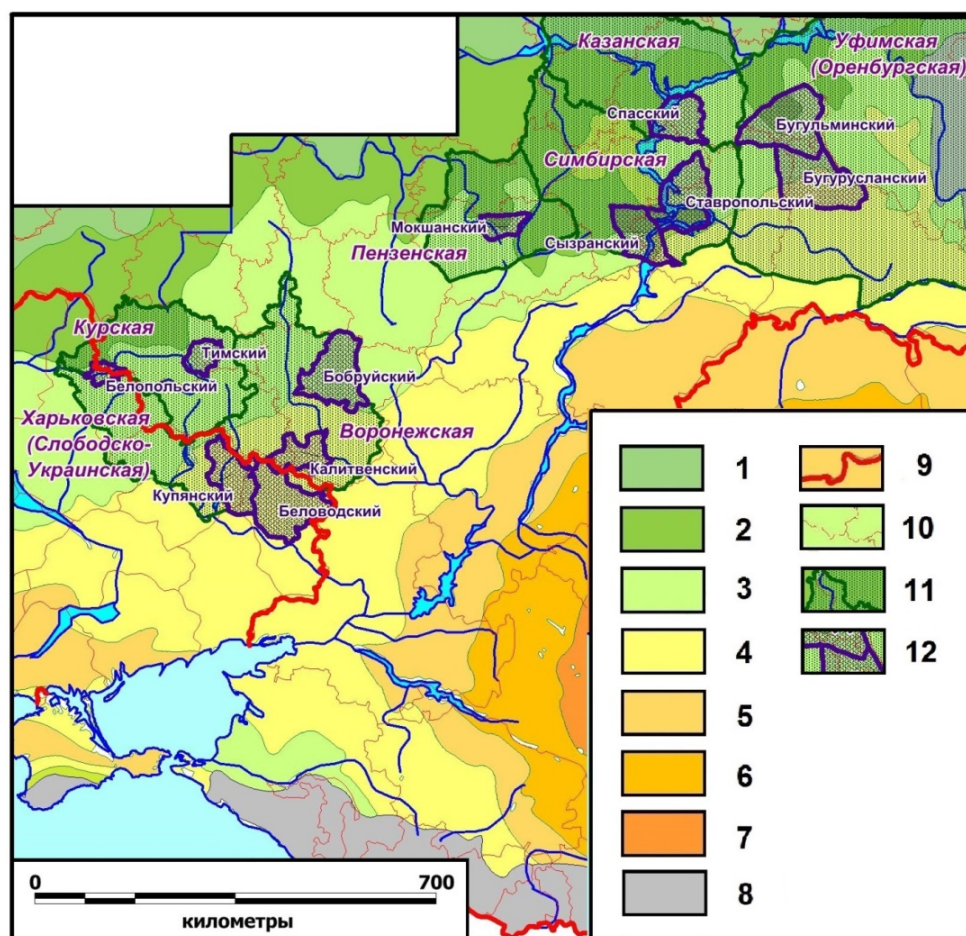 Казанская
Уфимская
(Оренбургская)
Спасский
Бугульминский
Симбирская
Бугурусланский
Ставропольский
Мокшанский
Сызранский
Пензенская
Курская
Тимский
Бобруйский
Белопольский
Харьковская
(Слободско-
Украинская)
Воронежская
Калитвенский
Купянский
Беловодский
1
2
3
4
5
6
7
8
9
10
11
12
0 700
километры